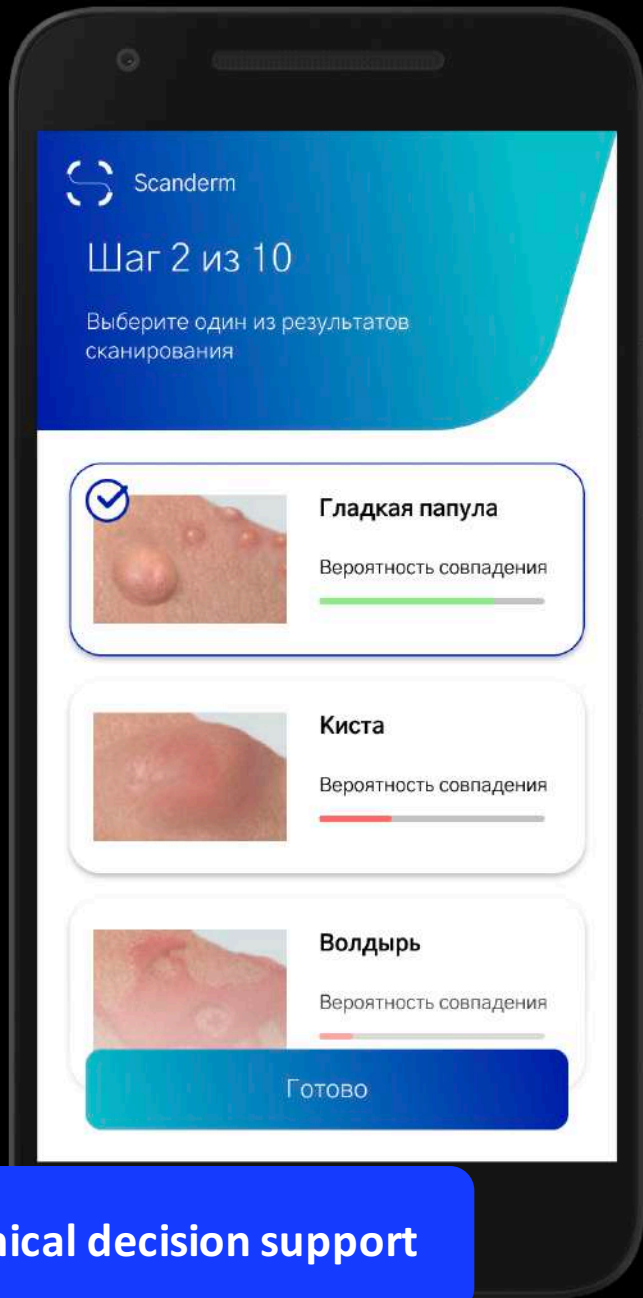 Scanderm
Шаг 2 из 10
Выберите один из результатов
сканирования
Гладкая папула
Вероятность совпадения
Киста
Вероятность совпадения
Волдырь
Вероятность совпадения
Готово
decision support